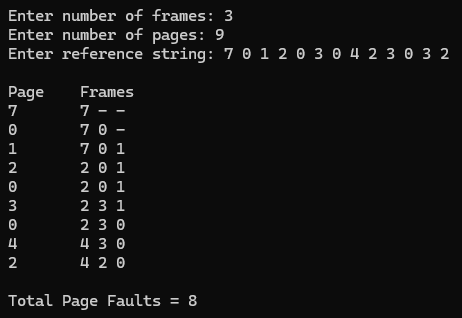 Enter number of frames: 3
Enter number of pages: 9
Enter reference string: 7 0 1 2 0 3 0 4 2 3 0 3 2
Page    Frames
7       7 - -
0       7 0 -
1       7 0 1
2       2 0 1
0       2 0 1
3       2 3 1
0       2 3 0
4       4 3 0
2       4 2 0
Total Page Faults = 8